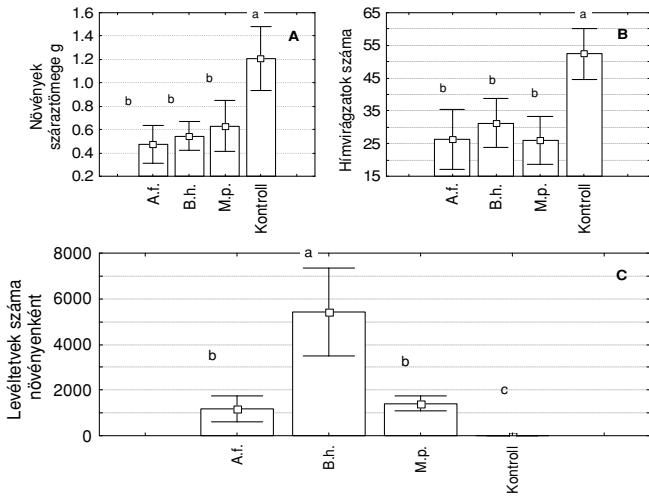 a
A
1.6
1.4
1.2
1.0
0.8
0.6
0.4
0.2
b
b
b
Növények
száraztömege g
A.f.
B.h.
M.p.
Kontroll
a
B
65
55
45
35
25
15
b
b
b
Hímvirágzatok száma
A.f.
B.h.
M.p.
Kontroll
a
C
8000
6000
4000
2000
0
b
b
c
Levéltetvek száma
növényenként
A.f.
B.h.
M.p.
Kontroll